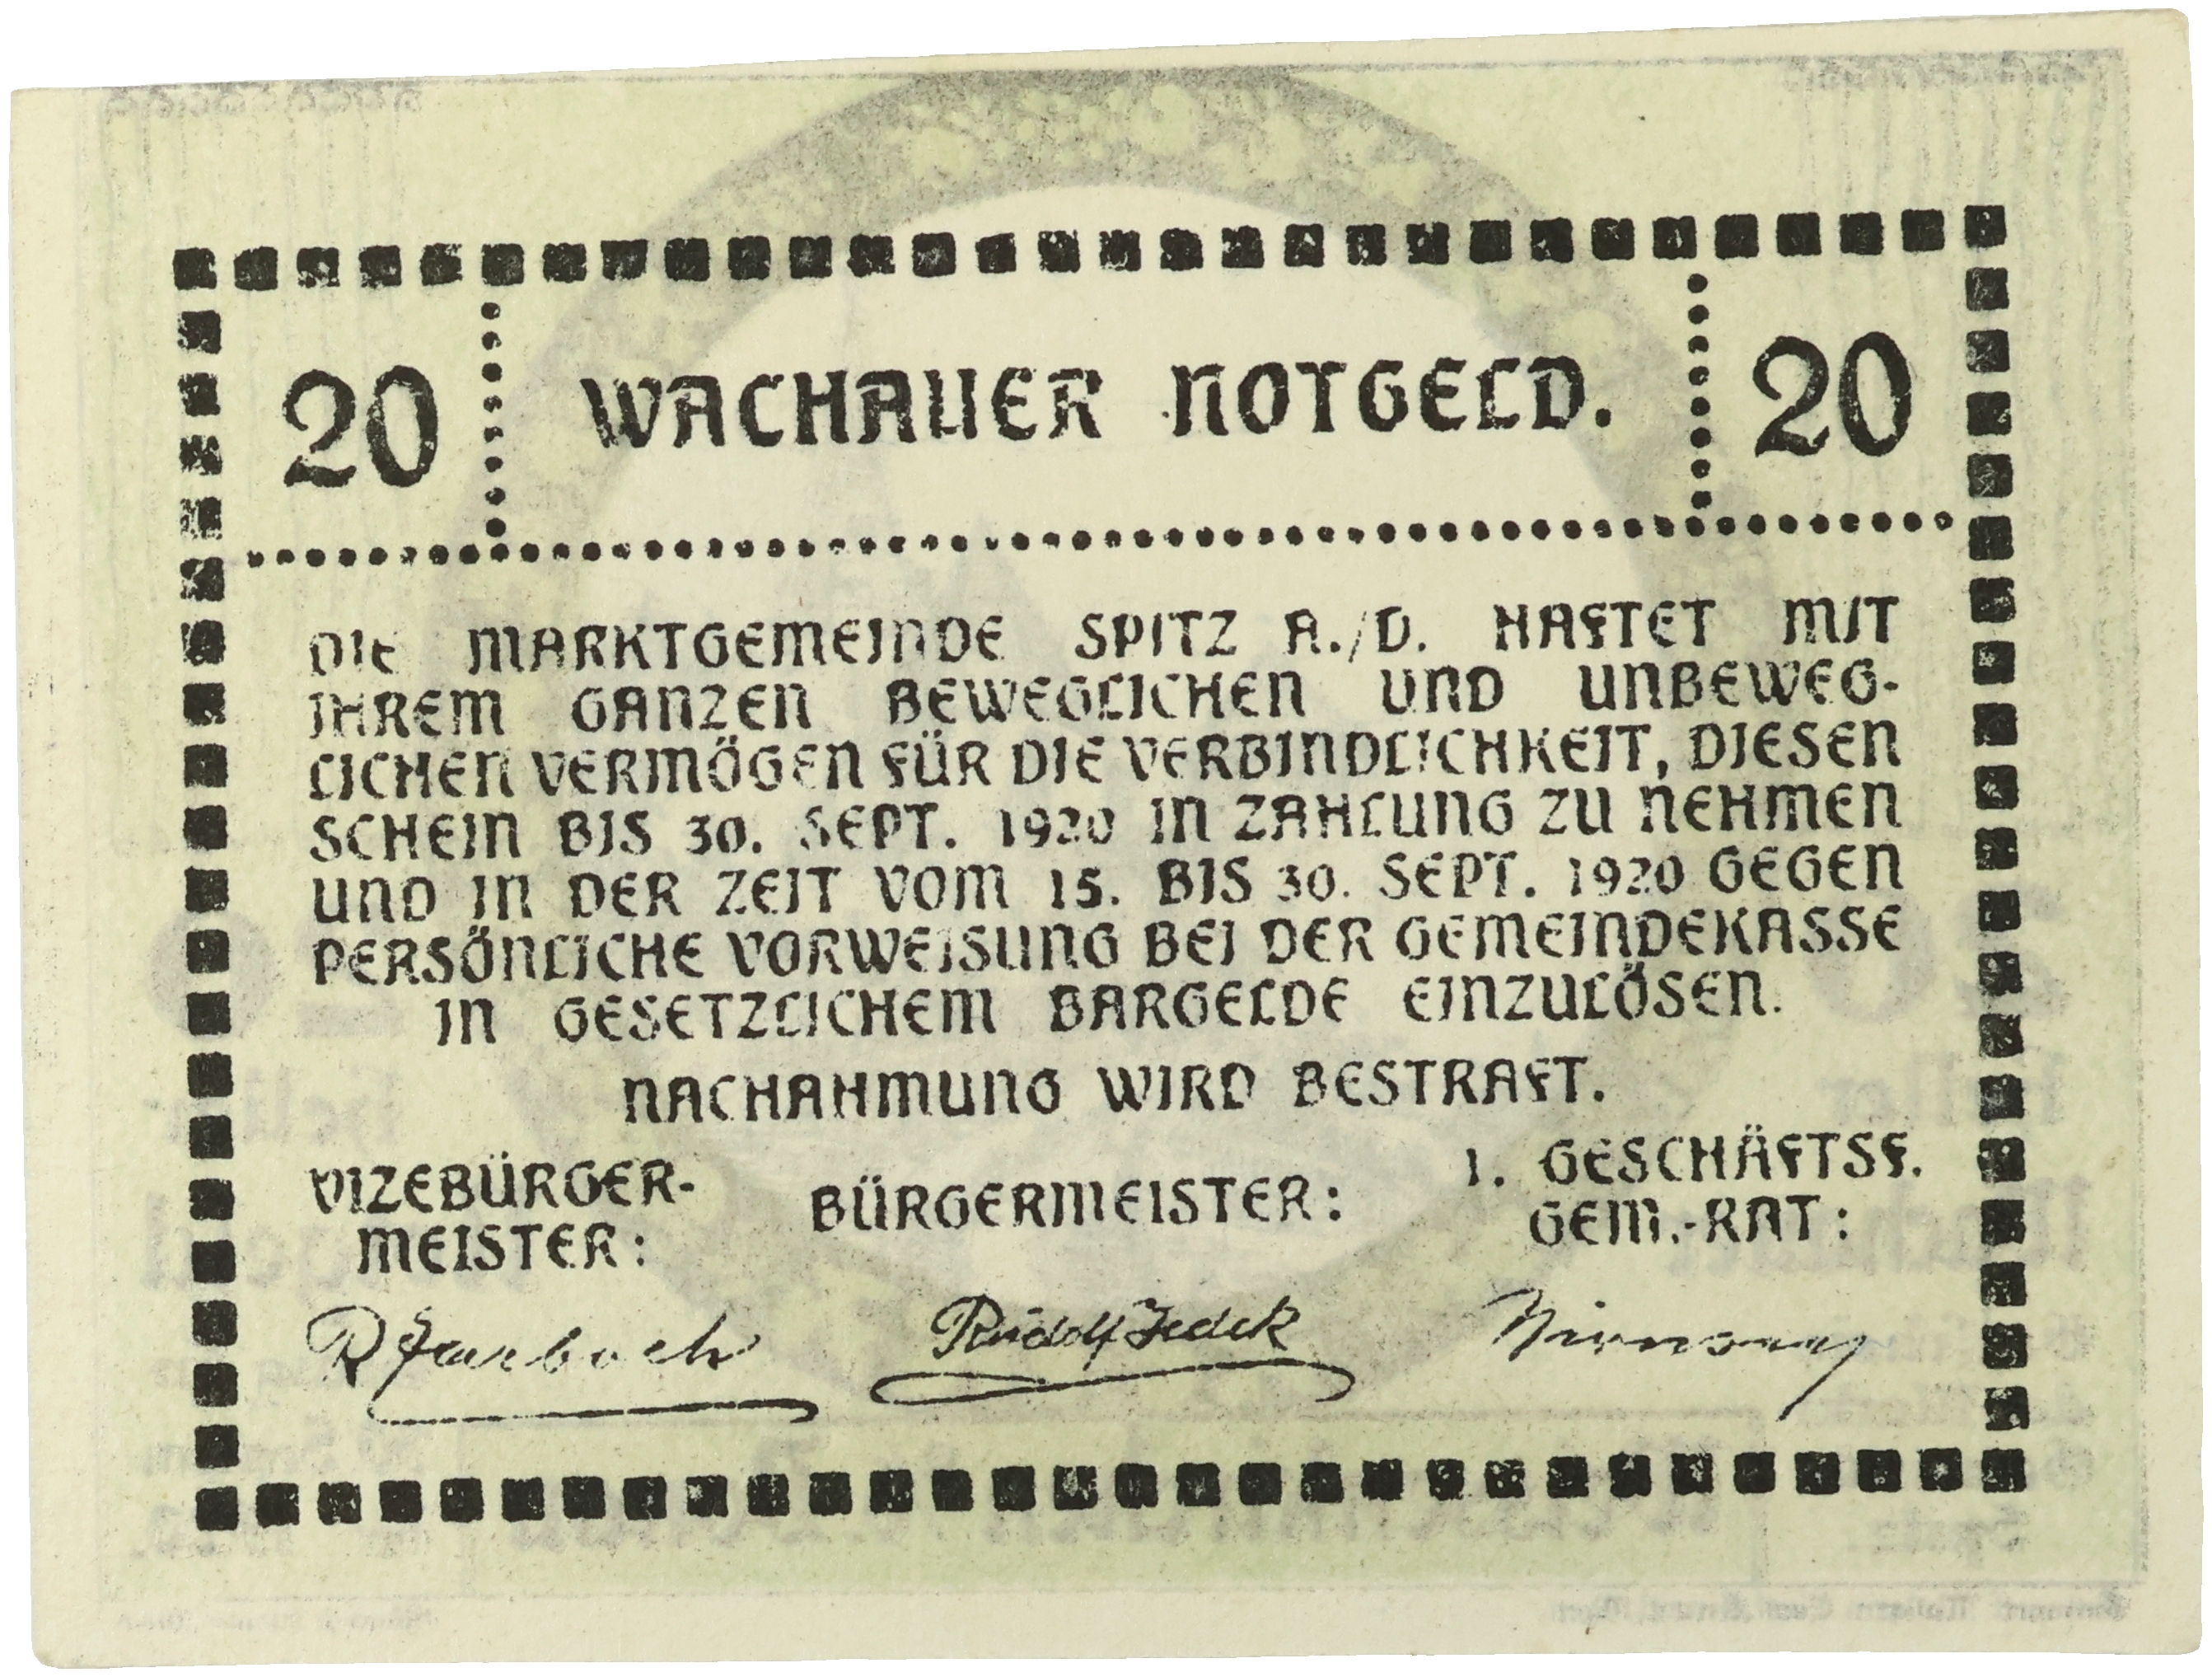 20 WACHAUER NOTGELD. 20
DIE MARKTGEMEINDE SPITZ A./D. HAFTET MIT
IHREM GANZEN BEWEGLICHEN UND UNBEWEG-
LICHEN VERMÖGEN FÜR DIE VERBINDLICHKEIT, DIESEN
SCHEIN BIS 30. SEPT. 1920 IN ZAHLUNG ZU NEHMEN
UND IN DER ZEIT VOM 15. BIS 30. SEPT. 1920 GEGEN
PERSÖNLICHE VORWEISUNG BEI DER GEMEINDEKASSE
IN GESETZLICHEM BARGELDE EINZULÖSEN.
NACHAHMUNG WIRD BESTRAFT.
VIZEBÜRGER-
MEISTER:
BÜRGERMEISTER:
1. GESCHÄFTSF.
GEM.-RAT:
Rudolf Jedek